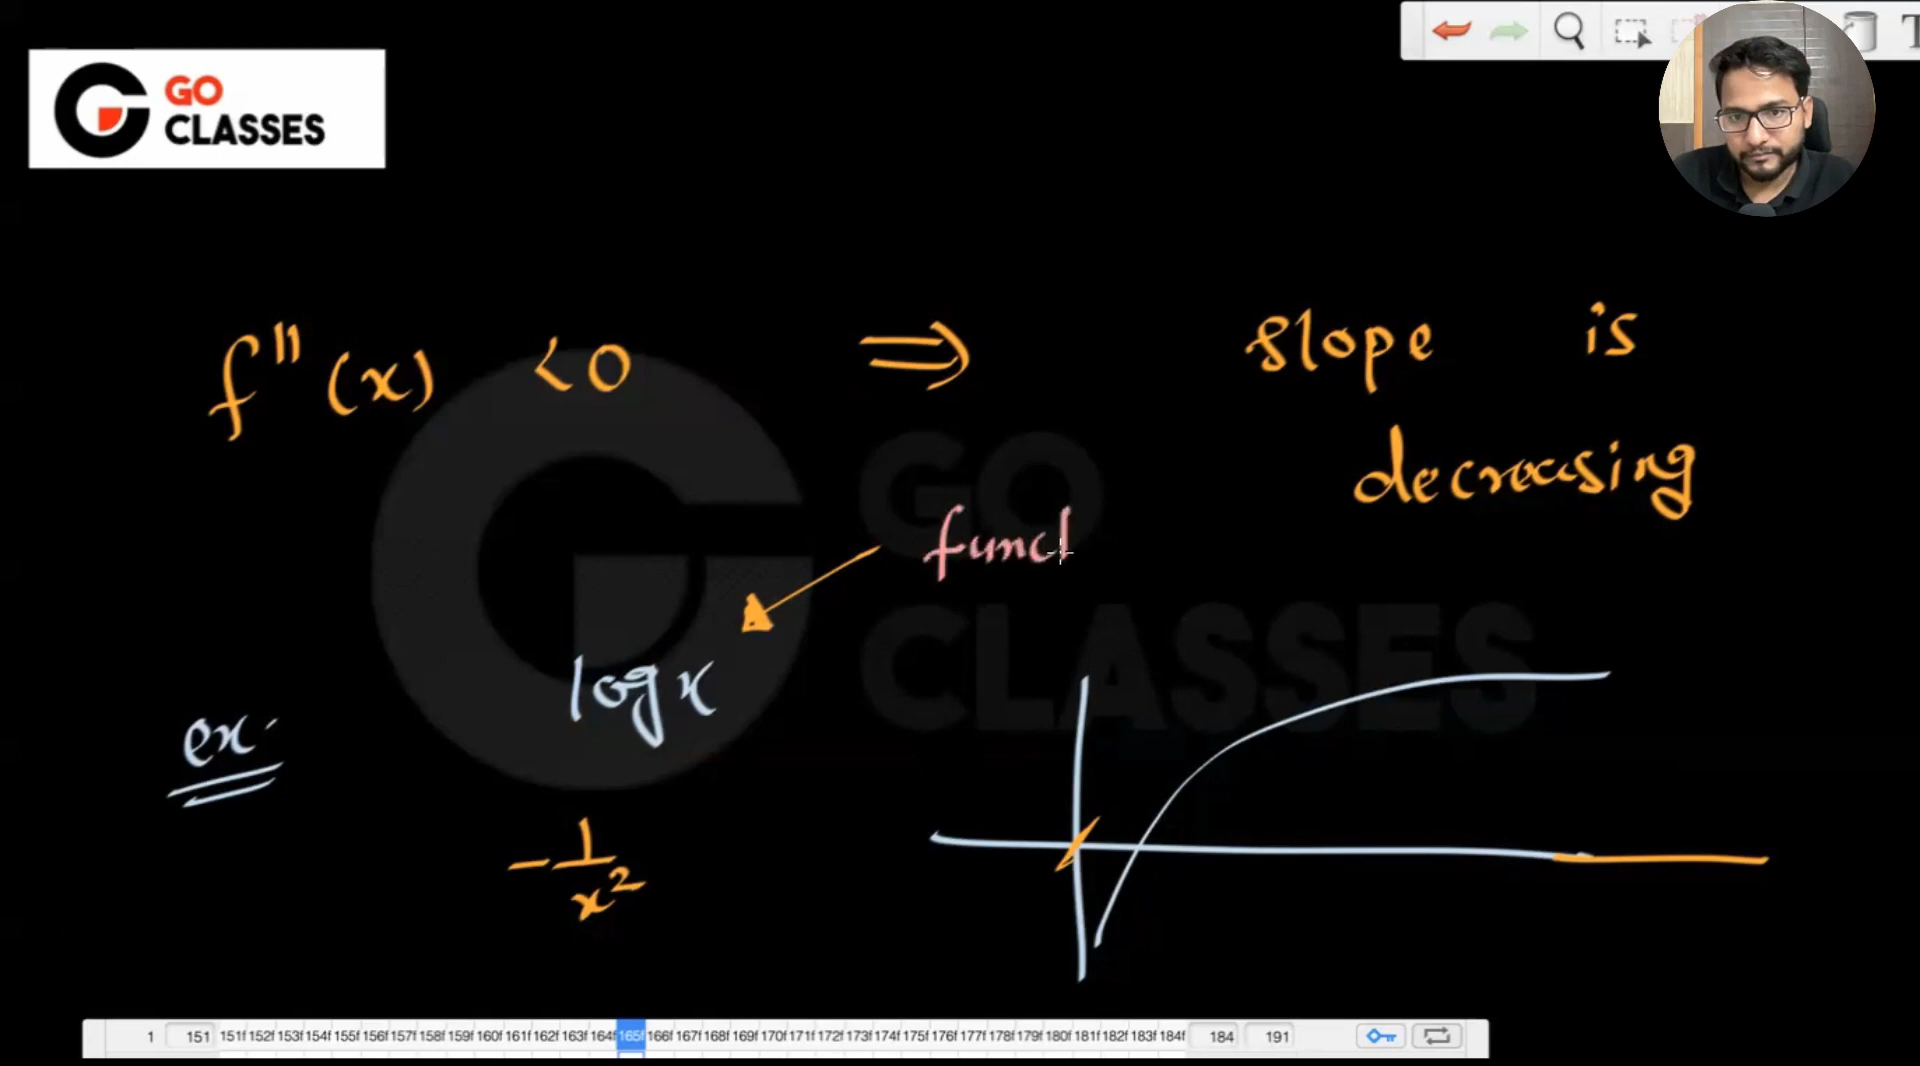 GO
CLASSES
T
f''(x) <0 ⇒ slope is
decreasing
GO
CLASSES
funct
log x
ex.
-1/x²
1 151 151f 152f 153f 154f 155f 156f 157f 158f 159f 160f 161f 162f 163f 164f 165f 166f 167f 168f 169f 170f 171f 172f 173f 174f 175f 176f 177f 178f 179f 180f 181f 182f 183f 184f 184 191